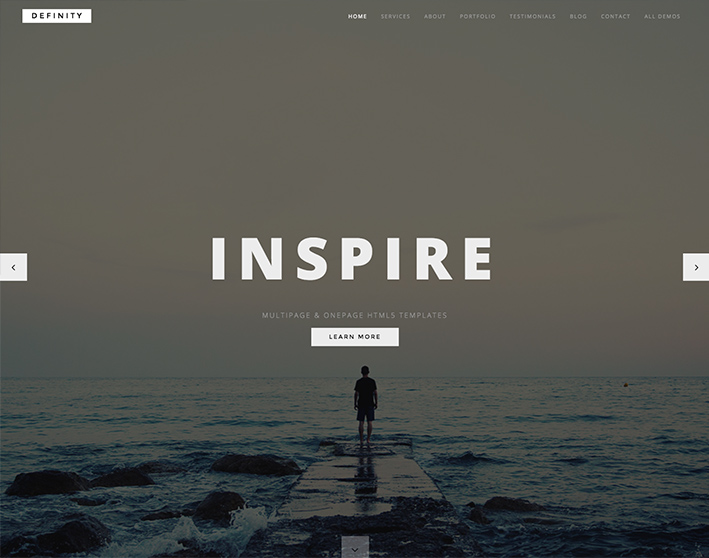 DEFINITY
HOME SERVICES ABOUT PORTFOLIO TESTIMONIALS BLOG CONTACT ALL DEMOS
INSPIRE
MULTIPAGE & ONEPAGE HTML5 TEMPLATES
LEARN MORE